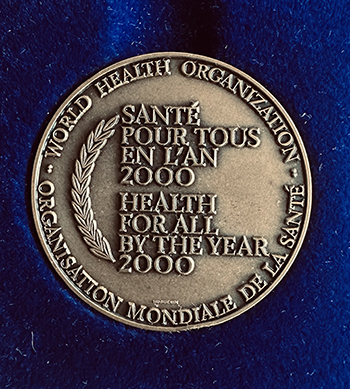 WORLD HEALTH ORGANIZATION
SANTÉ
POUR TOUS
EN L'AN
2000
HEALTH
FOR ALL
BY THE YEAR
2000
ORGANISATION MONDIALE DE LA SANTÉ